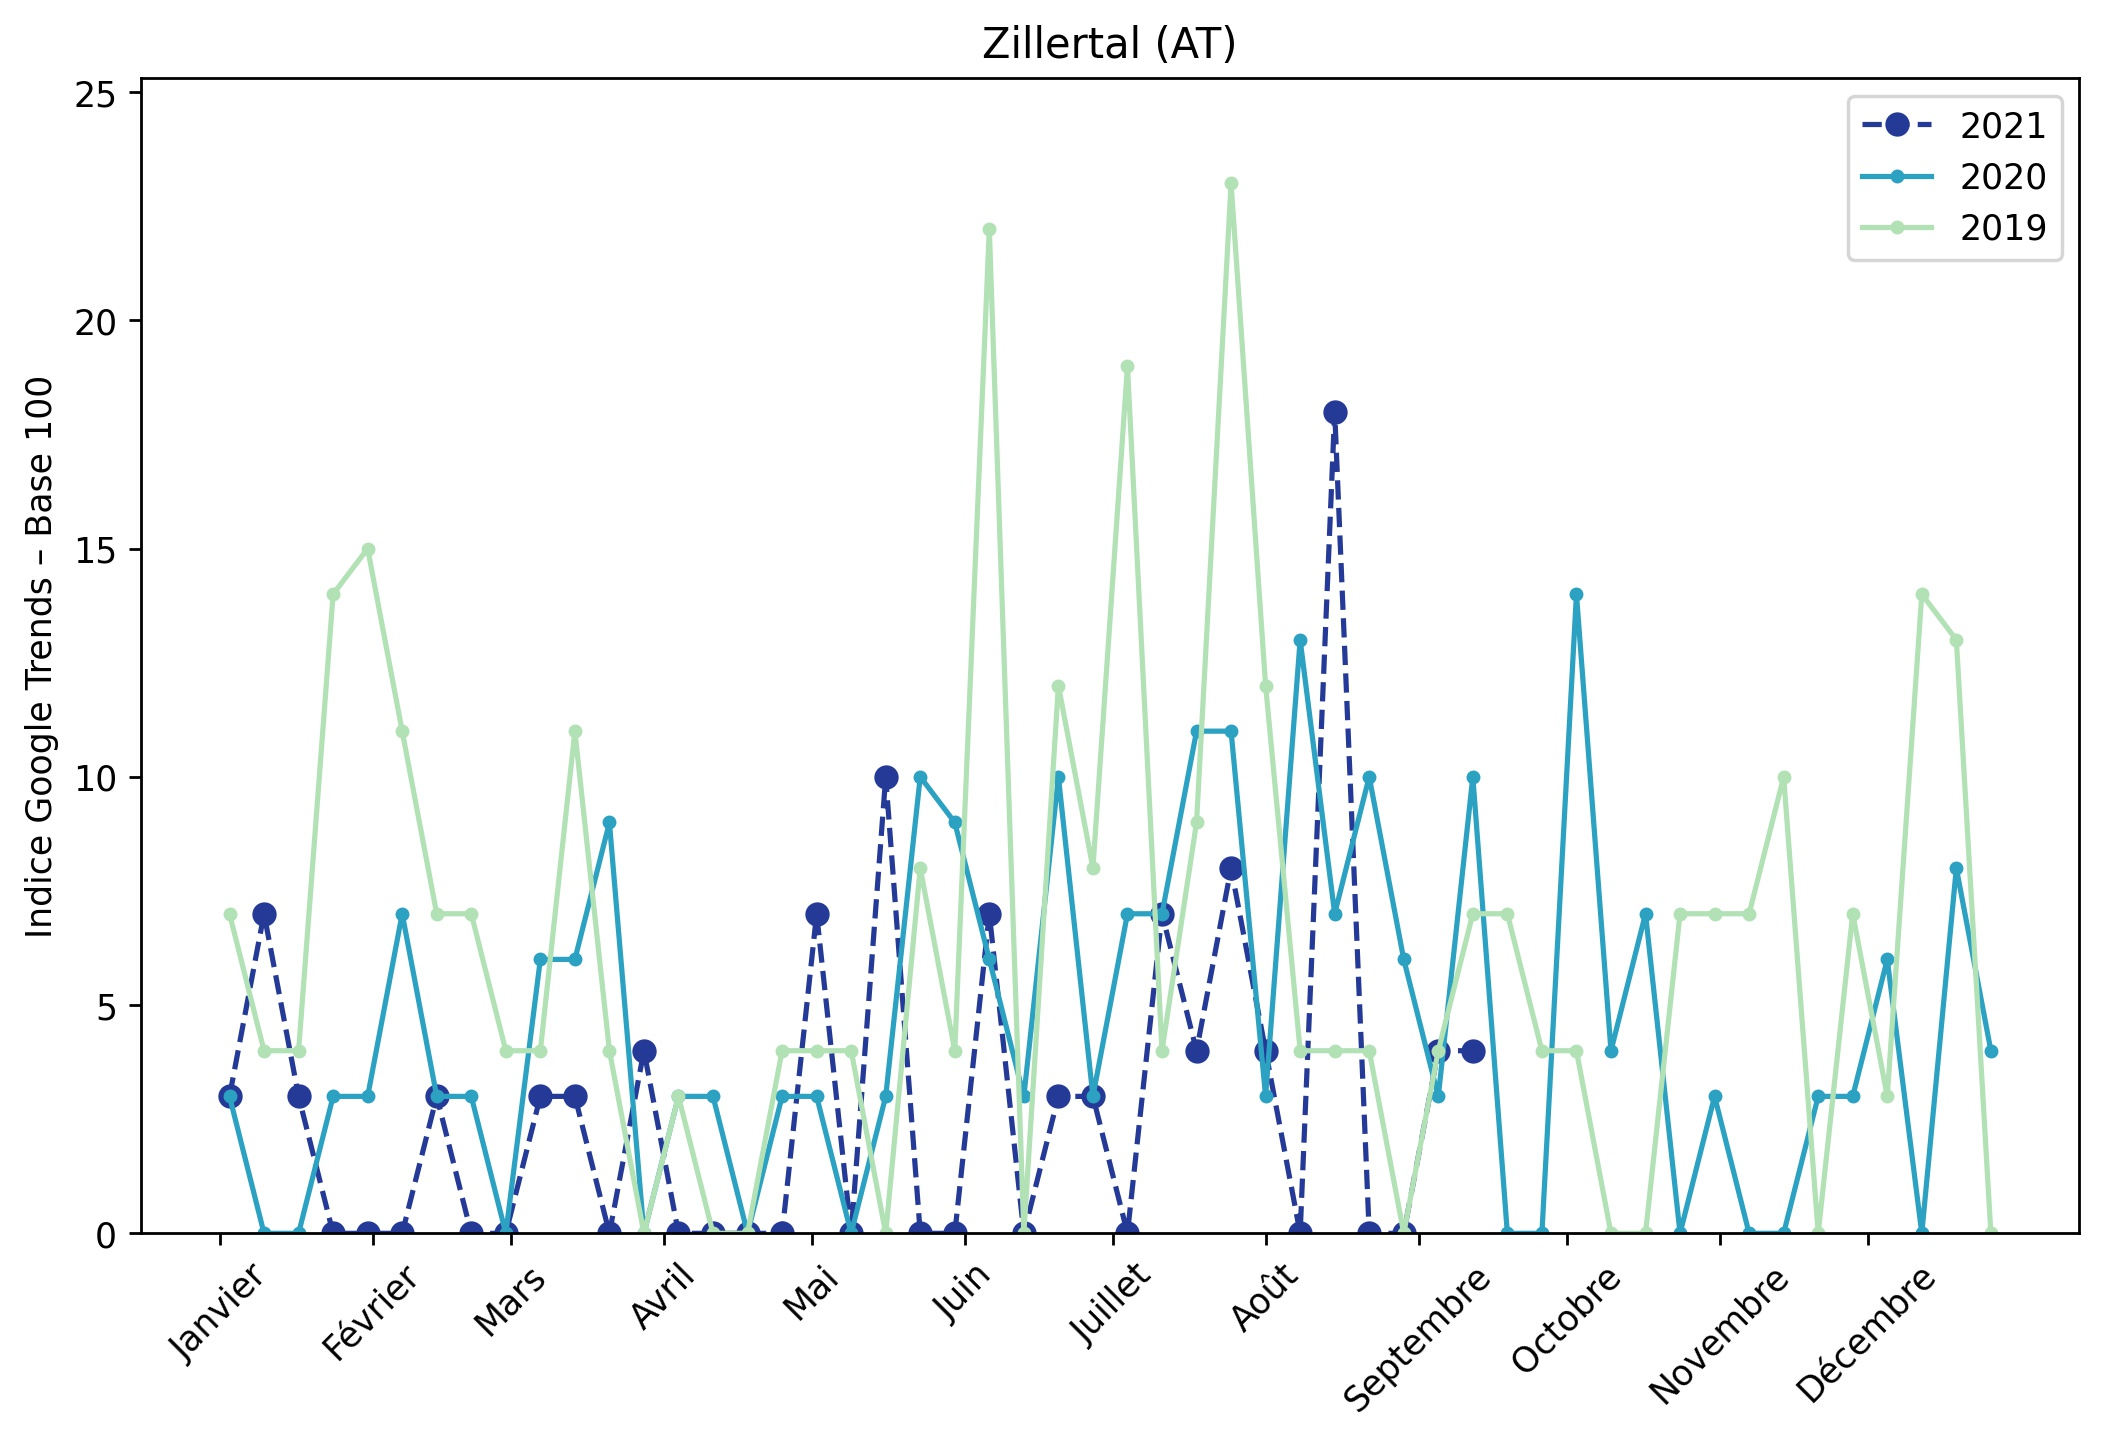 Zillertal (AT)
Indice Google Trends – Base 100
25
20
15
10
5
0
2021
2020
2019
Janvier
Février
Mars
Avril
Mai
Juin
Juillet
Août
Septembre
Octobre
Novembre
Décembre